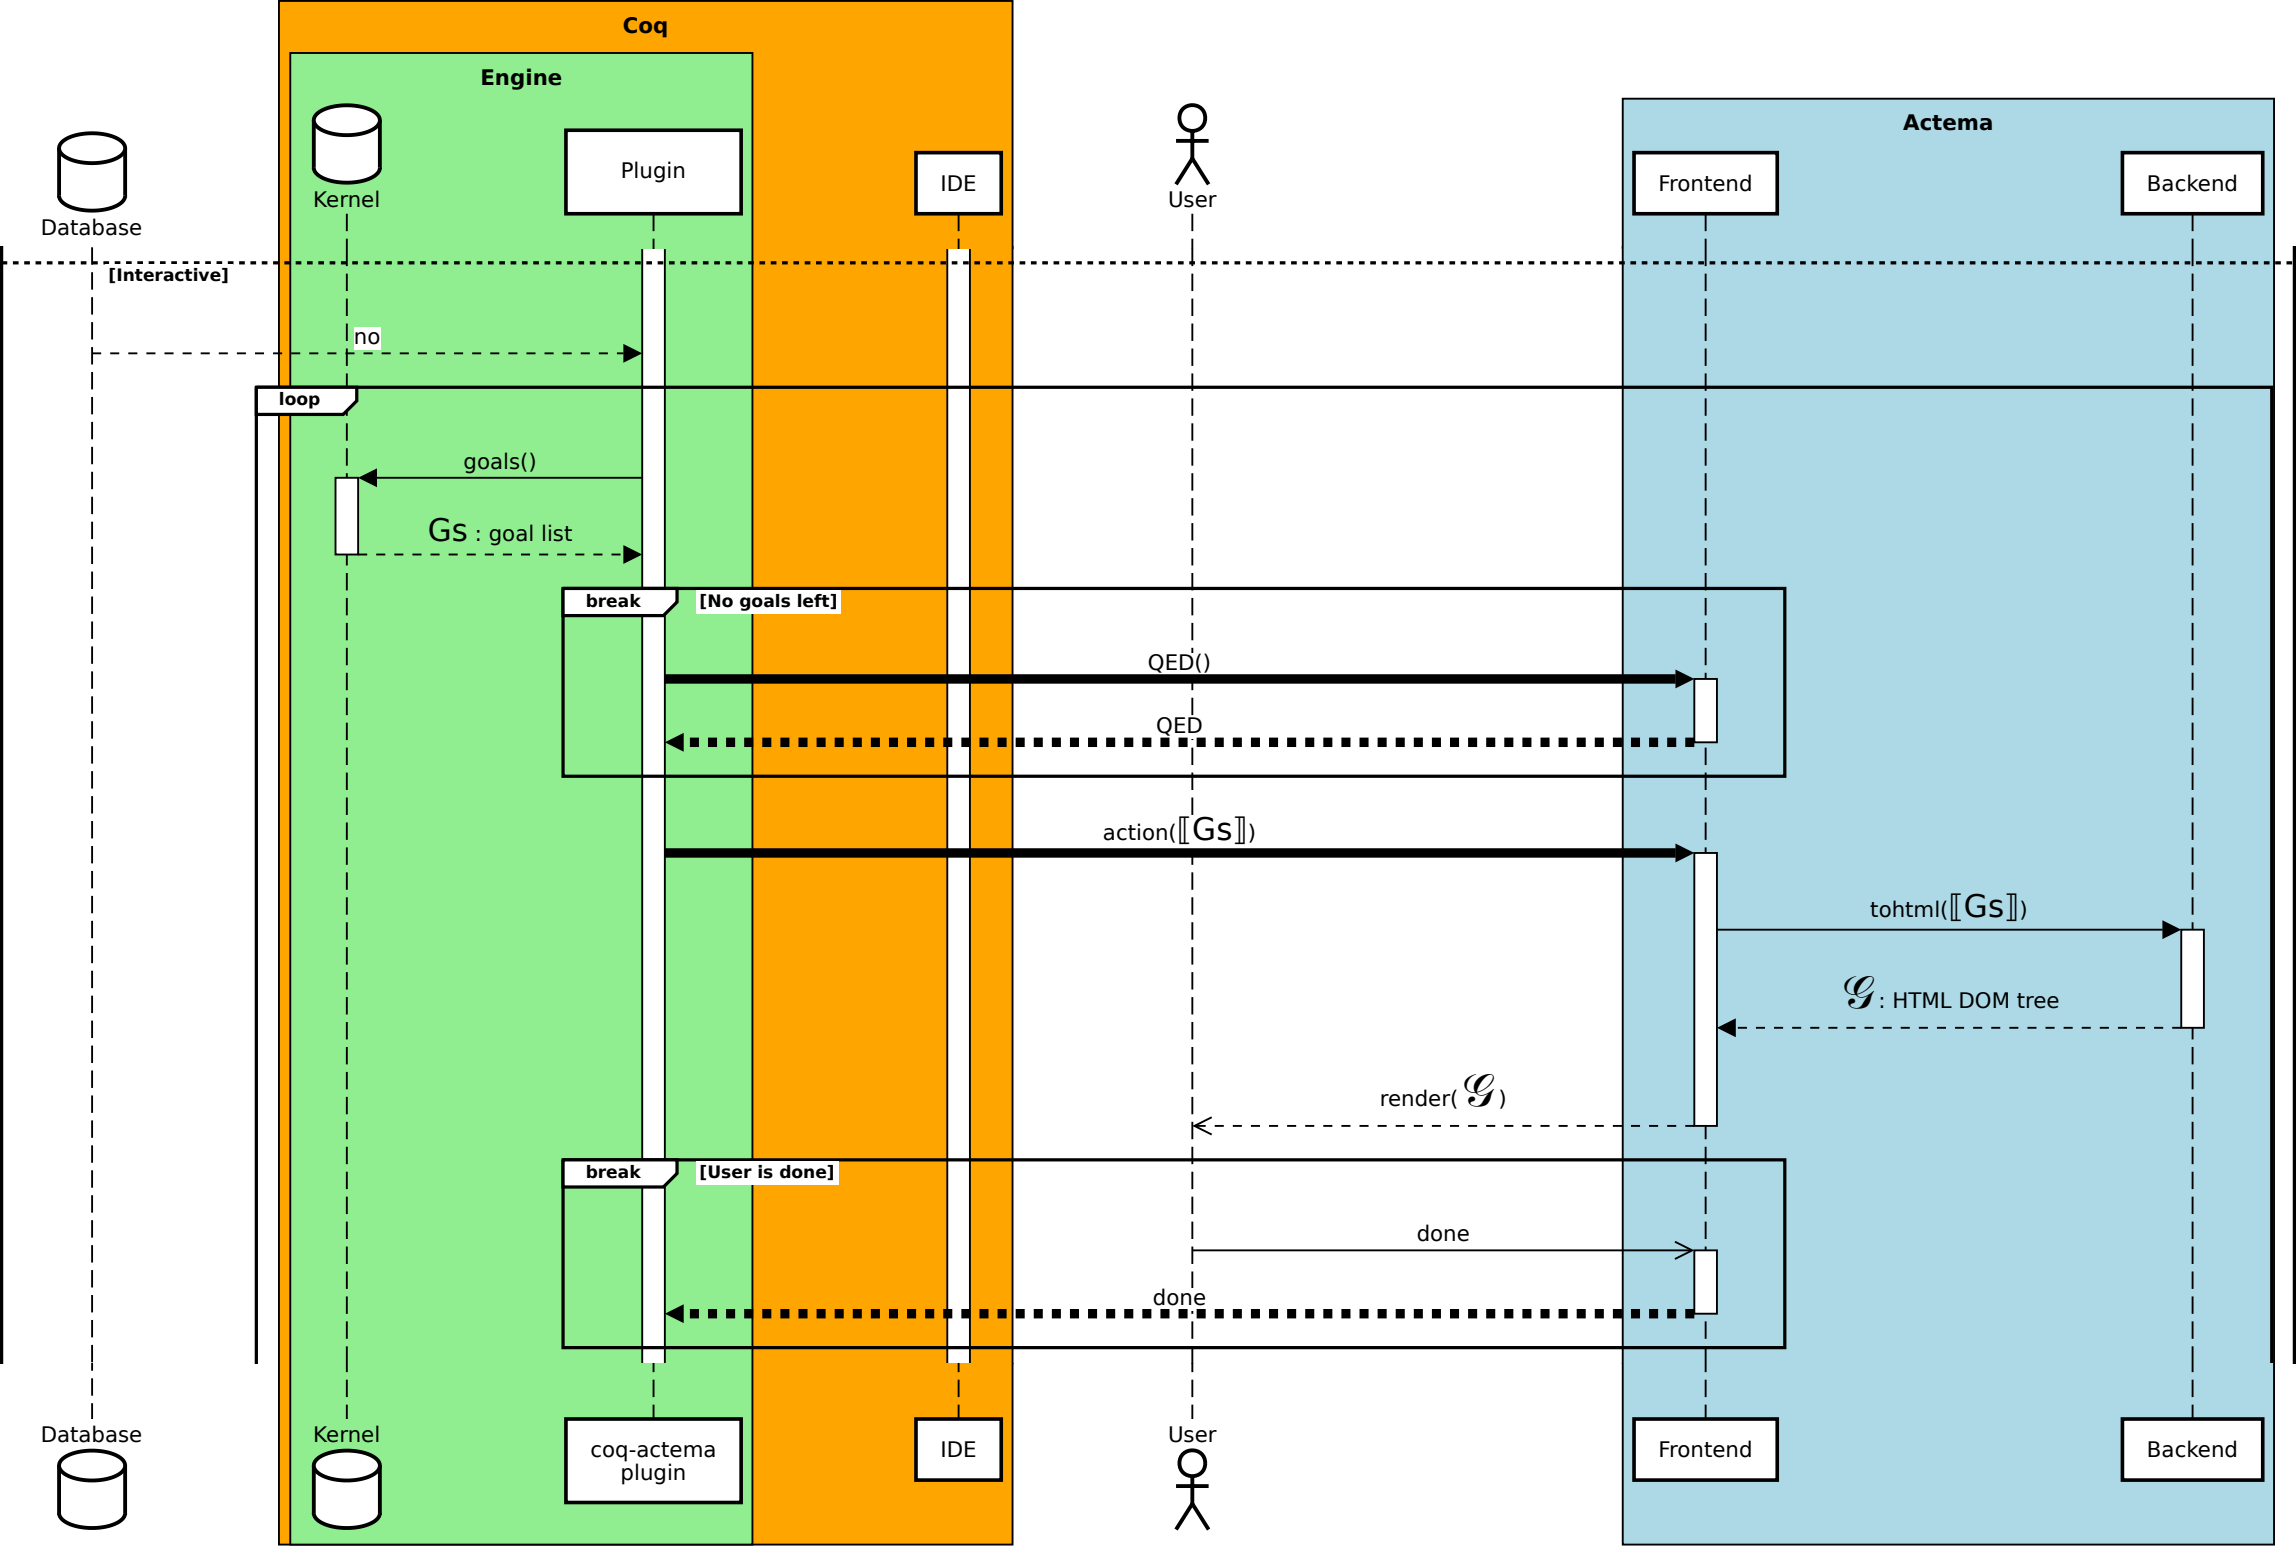 Coq
Engine
Actema
Database
Kernel
Plugin
IDE
User
Frontend
Backend
[Interactive]
no
loop
goals()
Gs : goal list
break [No goals left]
QED()
QED
action(⟦Gs⟧)
tohtml(⟦Gs⟧)
𝒢 : HTML DOM tree
render(𝒢)
break [User is done]
done
done
Database
Kernel
coq-actema
plugin
IDE
User
Frontend
Backend